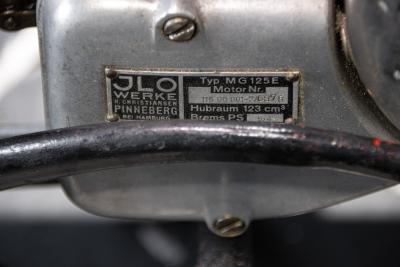 JLO
WERKE
H. CHRISTIANSEN
PINNEBERG
BEI HAMBURG
Typ MG125E
Motor Nr.
Hubraum 123 cm³
Brems PS